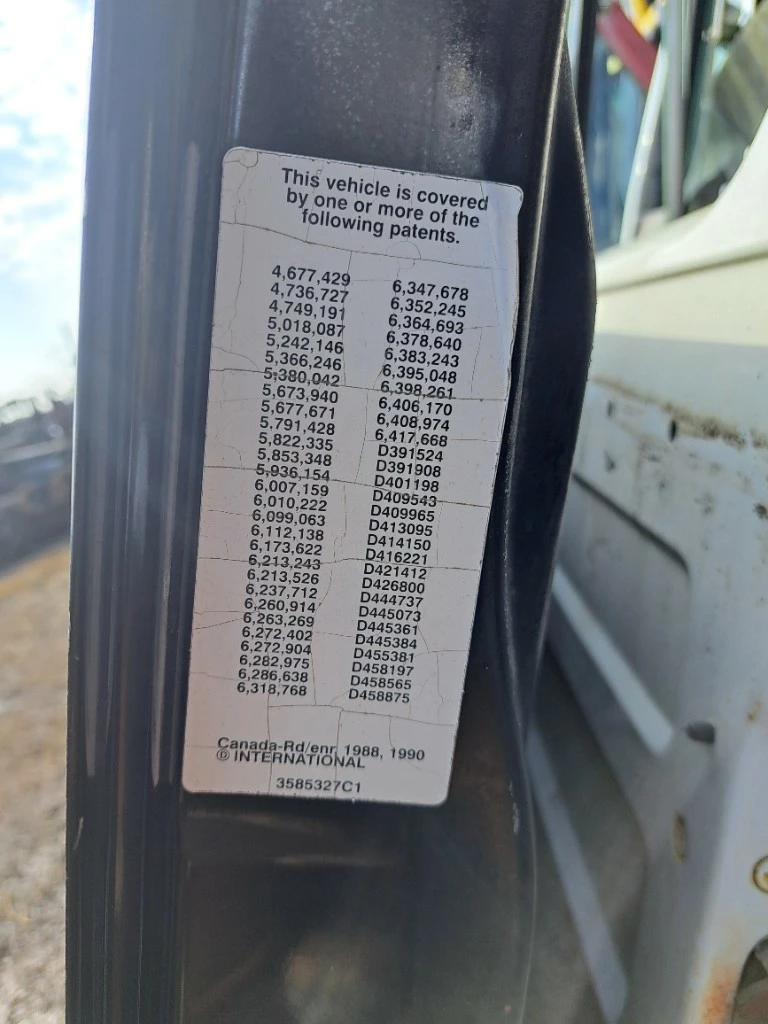 This vehicle is covered
by one or more of the
following patents.
4,677,429
4,736,727
4,749,191
5,018,087
5,242,146
5,366,246
5,380,042
5,673,940
5,677,671
5,791,428
5,822,335
5,853,348
5,936,154
6,007,159
6,010,222
6,099,063
6,112,138
6,173,622
6,213,243
6,213,526
6,237,712
6,260,914
6,263,269
6,272,402
6,272,904
6,282,975
6,286,638
6,318,768
6,347,678
6,352,245
6,364,693
6,378,640
6,383,243
6,395,048
6,398,261
6,406,170
6,408,974
6,417,668
D391524
D391908
D401198
D409543
D409965
D413095
D414150
D416221
D421412
D426800
D444737
D445073
D445361
D445384
D455381
D458197
D458565
D458875
Canada-Rd/enr 1988, 1990
© INTERNATIONAL
3585327C1